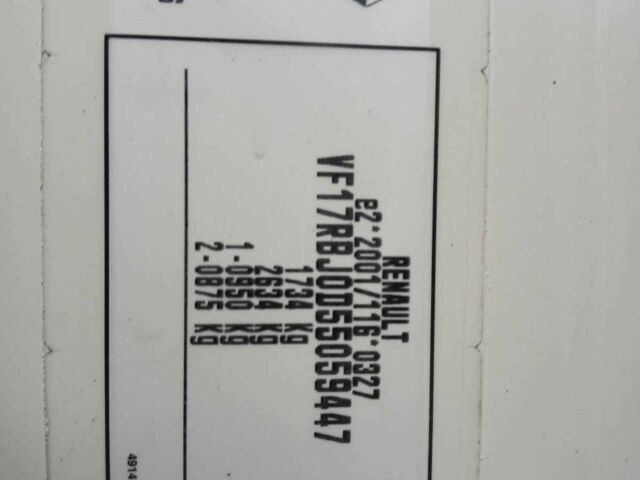 RENAULT
e2*2001/116*0327
VF17RBJ0D55059447
1734 kg
2634 kg
1-0950 kg
2-0875 kg
4914